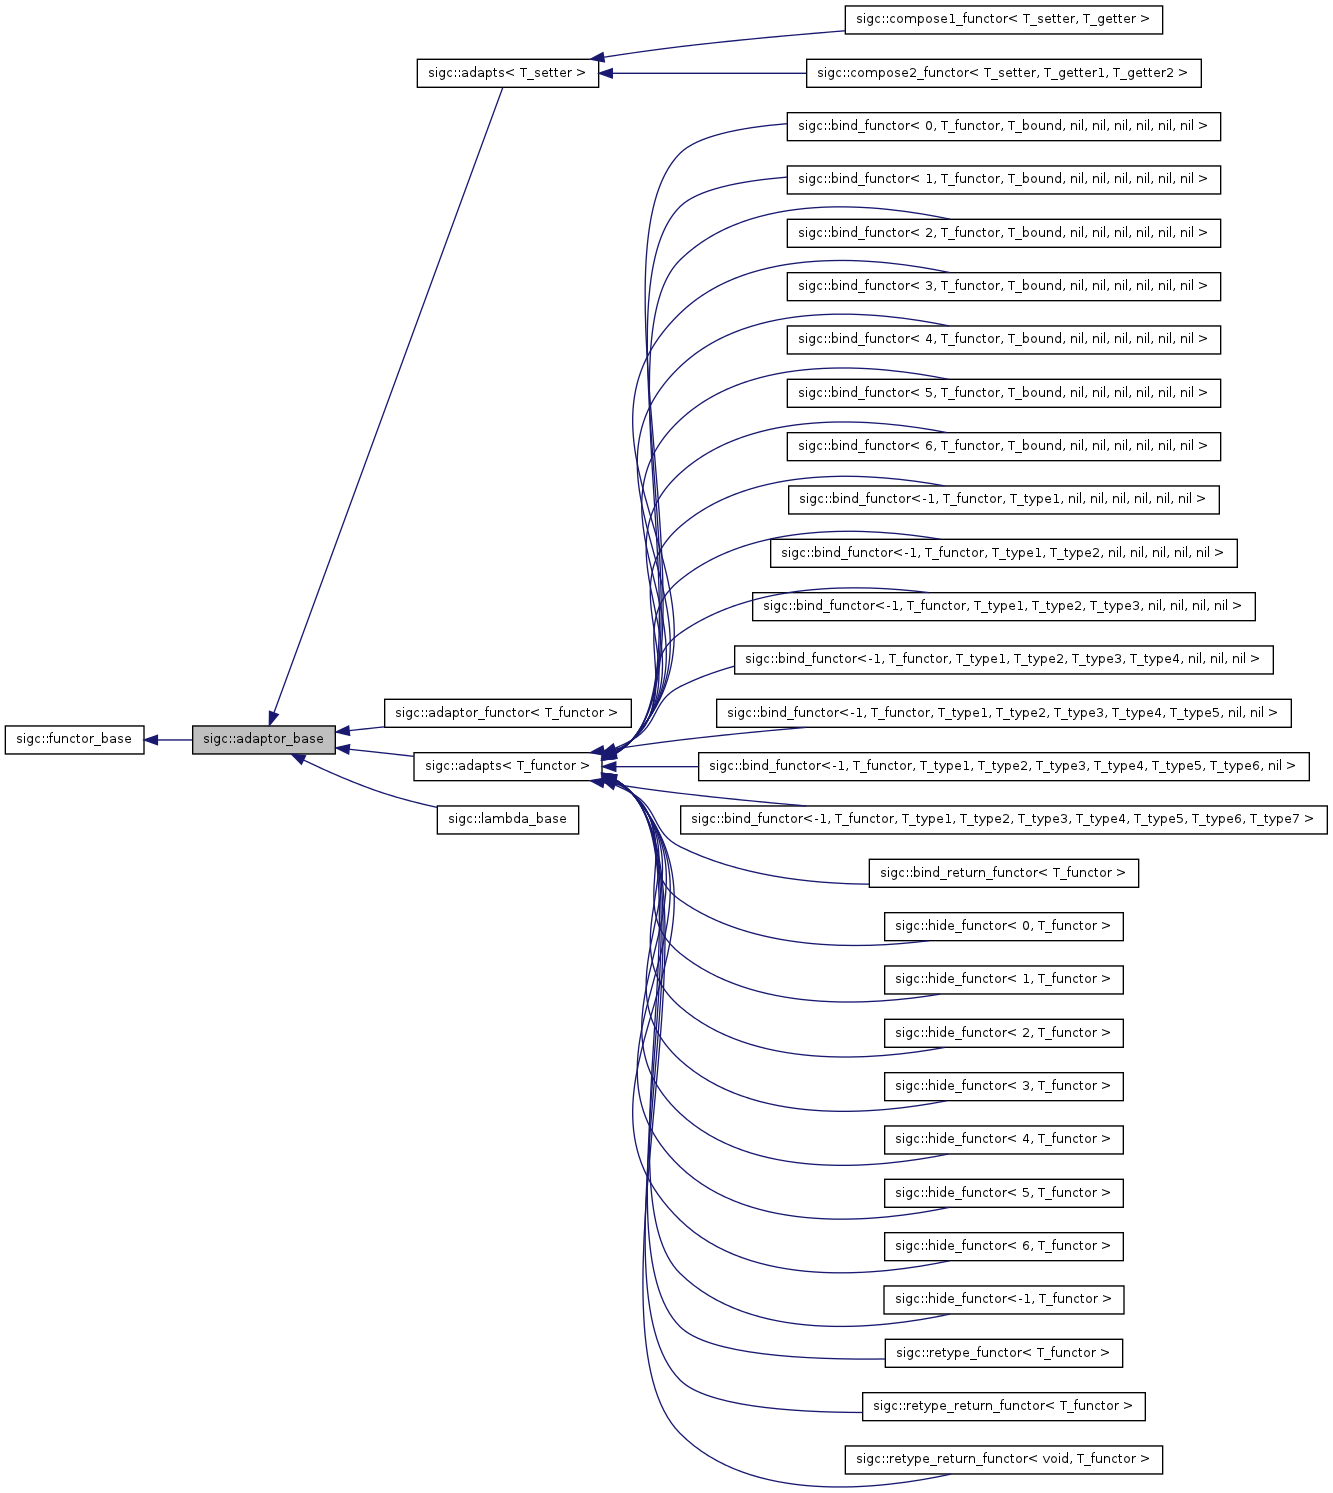 sigc::compose1_functor< T_setter, T_getter >
sigc::adapts< T_setter >
sigc::compose2_functor< T_setter, T_getter1, T_getter2 >
sigc::bind_functor< 0, T_functor, T_bound, nil, nil, nil, nil, nil, nil >
sigc::bind_functor< 1, T_functor, T_bound, nil, nil, nil, nil, nil, nil >
sigc::bind_functor< 2, T_functor, T_bound, nil, nil, nil, nil, nil, nil >
sigc::bind_functor< 3, T_functor, T_bound, nil, nil, nil, nil, nil, nil >
sigc::bind_functor< 4, T_functor, T_bound, nil, nil, nil, nil, nil, nil >
sigc::bind_functor< 5, T_functor, T_bound, nil, nil, nil, nil, nil, nil >
sigc::bind_functor< 6, T_functor, T_bound, nil, nil, nil, nil, nil, nil >
sigc::bind_functor<-1, T_functor, T_type1, nil, nil, nil, nil, nil, nil >
sigc::bind_functor<-1, T_functor, T_type1, T_type2, nil, nil, nil, nil, nil >
sigc::bind_functor<-1, T_functor, T_type1, T_type2, T_type3, nil, nil, nil, nil >
sigc::bind_functor<-1, T_functor, T_type1, T_type2, T_type3, T_type4, nil, nil, nil >
sigc::adaptor_functor< T_functor >
sigc::bind_functor<-1, T_functor, T_type1, T_type2, T_type3, T_type4, T_type5, nil, nil >
sigc::functor_base
sigc::adaptor_base
sigc::adapts< T_functor >
sigc::bind_functor<-1, T_functor, T_type1, T_type2, T_type3, T_type4, T_type5, T_type6, nil >
sigc::lambda_base
sigc::bind_functor<-1, T_functor, T_type1, T_type2, T_type3, T_type4, T_type5, T_type6, T_type7 >
sigc::bind_return_functor< T_functor >
sigc::hide_functor< 0, T_functor >
sigc::hide_functor< 1, T_functor >
sigc::hide_functor< 2, T_functor >
sigc::hide_functor< 3, T_functor >
sigc::hide_functor< 4, T_functor >
sigc::hide_functor< 5, T_functor >
sigc::hide_functor< 6, T_functor >
sigc::hide_functor<-1, T_functor >
sigc::retype_functor< T_functor >
sigc::retype_return_functor< T_functor >
sigc::retype_return_functor< void, T_functor >